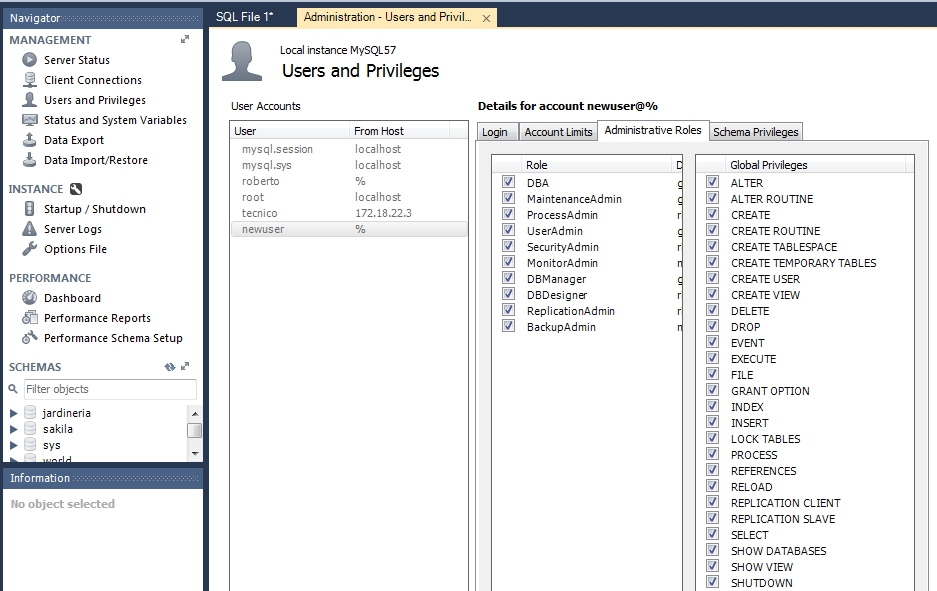 Navigator
MANAGEMENT
Server Status
Client Connections
Users and Privileges
Status and System Variables
Data Export
Data Import/Restore
INSTANCE
Startup / Shutdown
Server Logs
Options File
PERFORMANCE
Dashboard
Performance Reports
Performance Schema Setup
SCHEMAS
Filter objects
jardineria
sakila
sys
world
Information
No object selected
SQL File 1*
Administration - Users and Privil...
Local instance MySQL57
Users and Privileges
User Accounts
User From Host
mysql.session localhost
mysql.sys localhost
roberto %
root localhost
tecnico 172.18.22.3
newuser %
Details for account newuser@%
Login Account Limits Administrative Roles Schema Privileges
Role D
DBA g
MaintenanceAdmin g
ProcessAdmin r
UserAdmin g
SecurityAdmin r
MonitorAdmin m
DBManager g
DBDesigner r
ReplicationAdmin r
BackupAdmin m
Global Privileges
ALTER
ALTER ROUTINE
CREATE
CREATE ROUTINE
CREATE TABLESPACE
CREATE TEMPORARY TABLES
CREATE USER
CREATE VIEW
DELETE
DROP
EVENT
EXECUTE
FILE
GRANT OPTION
INDEX
INSERT
LOCK TABLES
PROCESS
REFERENCES
RELOAD
REPLICATION CLIENT
REPLICATION SLAVE
SELECT
SHOW DATABASES
SHOW VIEW
SHUTDOWN